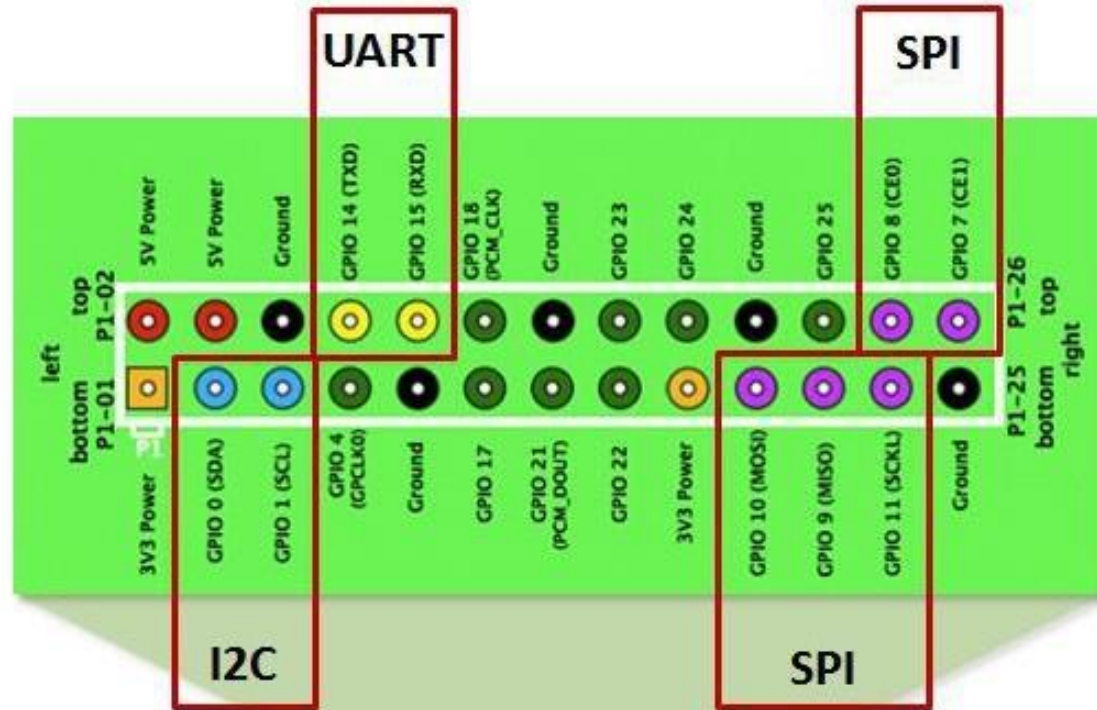 UART
SPI
5V Power
5V Power
Ground
GPIO 14 (TXD)
GPIO 15 (RXD)
GPIO 18
(PCM_CLK)
Ground
GPIO 23
GPIO 24
Ground
GPIO 25
GPIO 8 (CE0)
GPIO 7 (CE1)
left
top
P1-02
bottom
P1-01
P1
P1-26
top
right
P1-25
bottom
3V3 Power
GPIO 0 (SDA)
GPIO 1 (SCL)
GPIO 4
(GPCLK0)
Ground
GPIO 17
GPIO 21
(PCM_DOUT)
GPIO 22
3V3 Power
GPIO 10 (MOSI)
GPIO 9 (MISO)
GPIO 11 (SCKL)
Ground
I2C
SPI